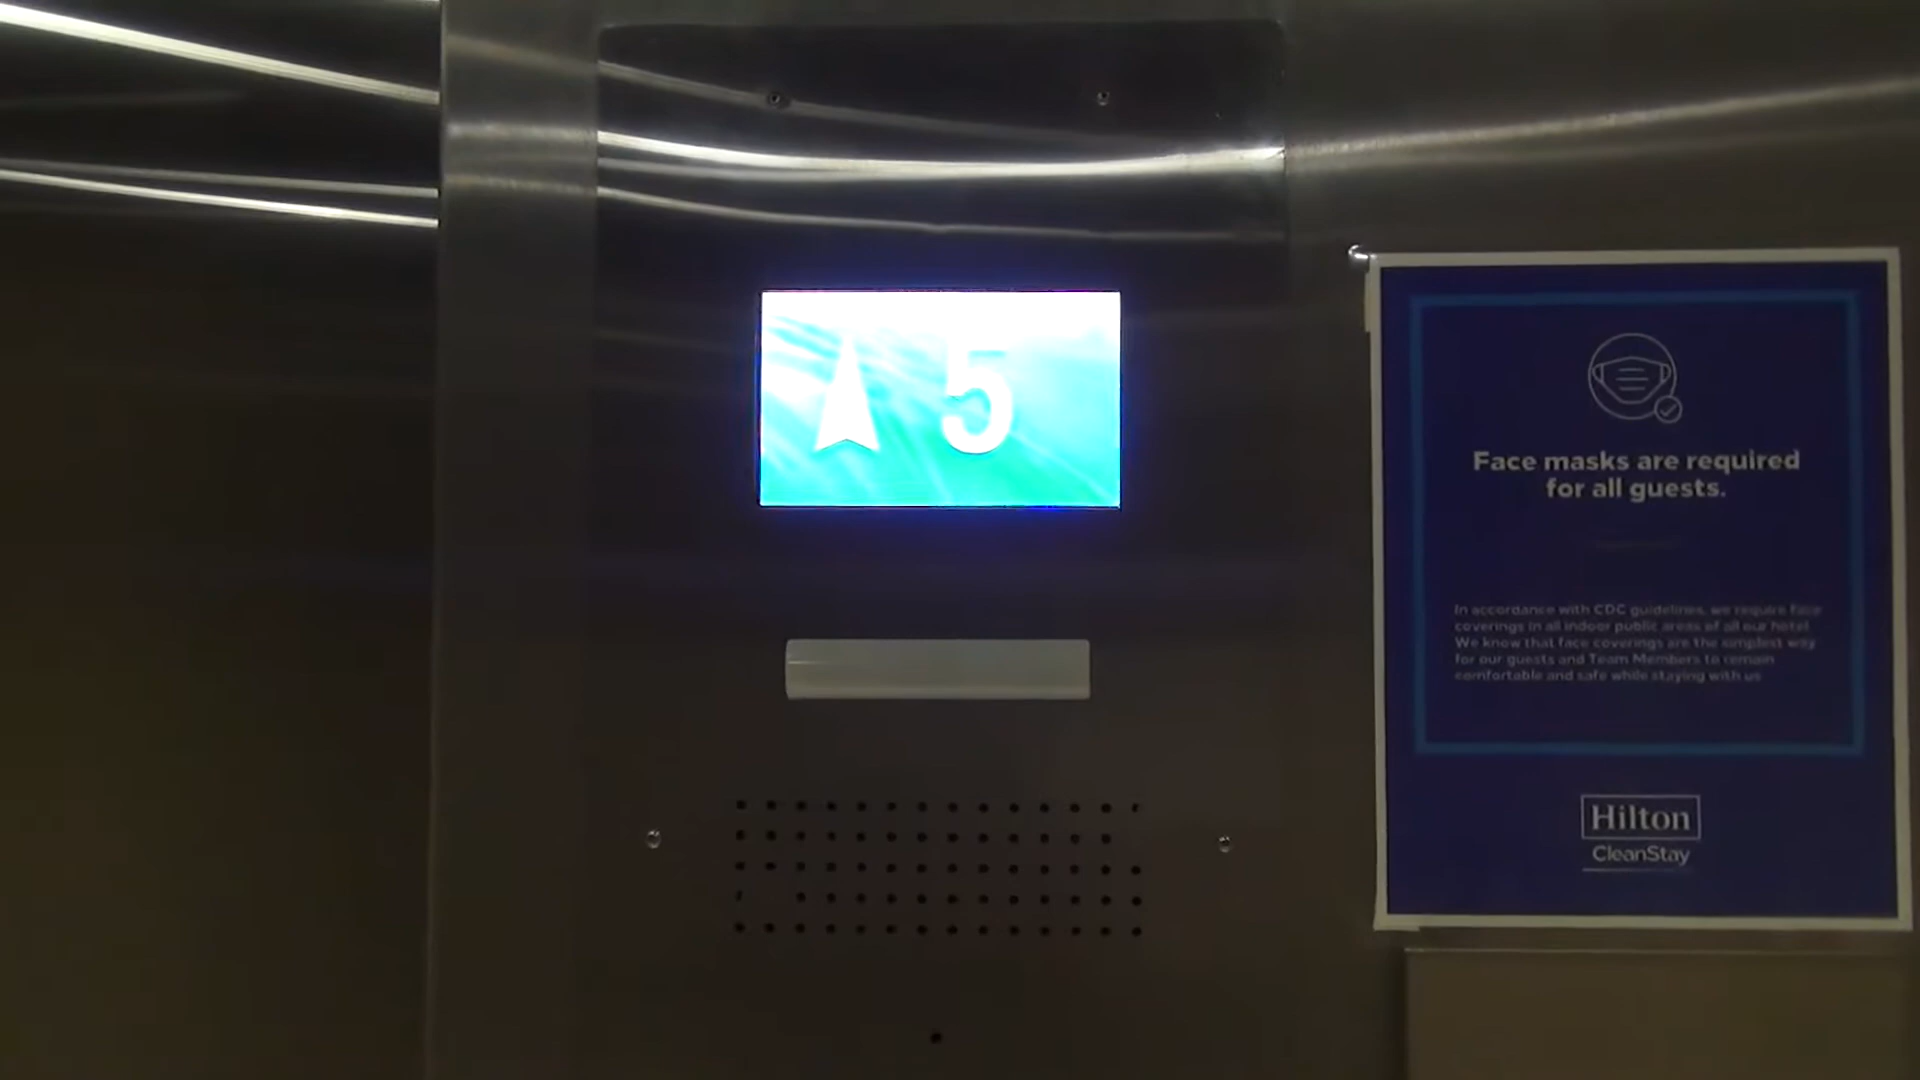 5
Face masks are required
for all guests.
In accordance with CDC guidelines, we require face
coverings in all indoor public areas of all our hotel
We know that face coverings are the simplest way
for our guests and Team Members to remain
comfortable and safe while staying with us
Hilton
CleanStay